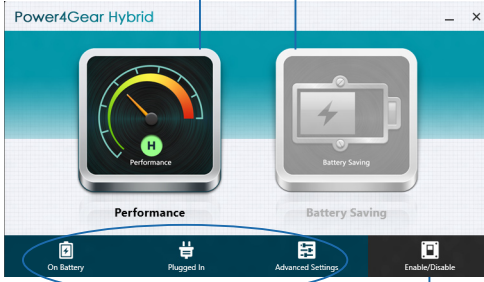 Power4Gear Hybrid
H
Performance
Battery Saving
Performance
Battery Saving
On Battery
Plugged In
Advanced Settings
Enable/Disable